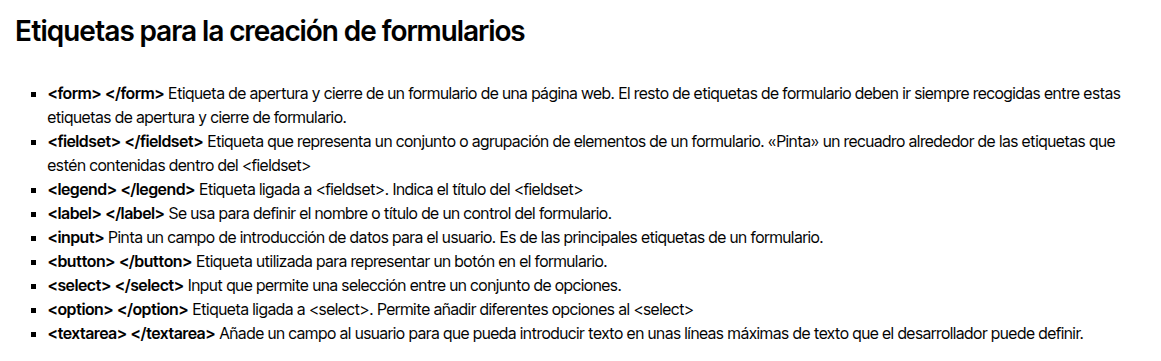 Etiquetas para la creación de formularios
▪ <form> </form> Etiqueta de apertura y cierre de un formulario de una página web. El resto de etiquetas de formulario deben ir siempre recogidas entre estas
etiquetas de apertura y cierre de formulario.
▪ <fieldset> </fieldset> Etiqueta que representa un conjunto o agrupación de elementos de un formulario. «Pinta» un recuadro alrededor de las etiquetas que
estén contenidas dentro del <fieldset>
▪ <legend> </legend> Etiqueta ligada a <fieldset>. Indica el título del <fieldset>
▪ <label> </label> Se usa para definir el nombre o título de un control del formulario.
▪ <input> Pinta un campo de introducción de datos para el usuario. Es de las principales etiquetas de un formulario.
▪ <button> </button> Etiqueta utilizada para representar un botón en el formulario.
▪ <select> </select> Input que permite una selección entre un conjunto de opciones.
▪ <option> </option> Etiqueta ligada a <select>. Permite añadir diferentes opciones al <select>
▪ <textarea> </textarea> Añade un campo al usuario para que pueda introducir texto en unas líneas máximas de texto que el desarrollador puede definir.